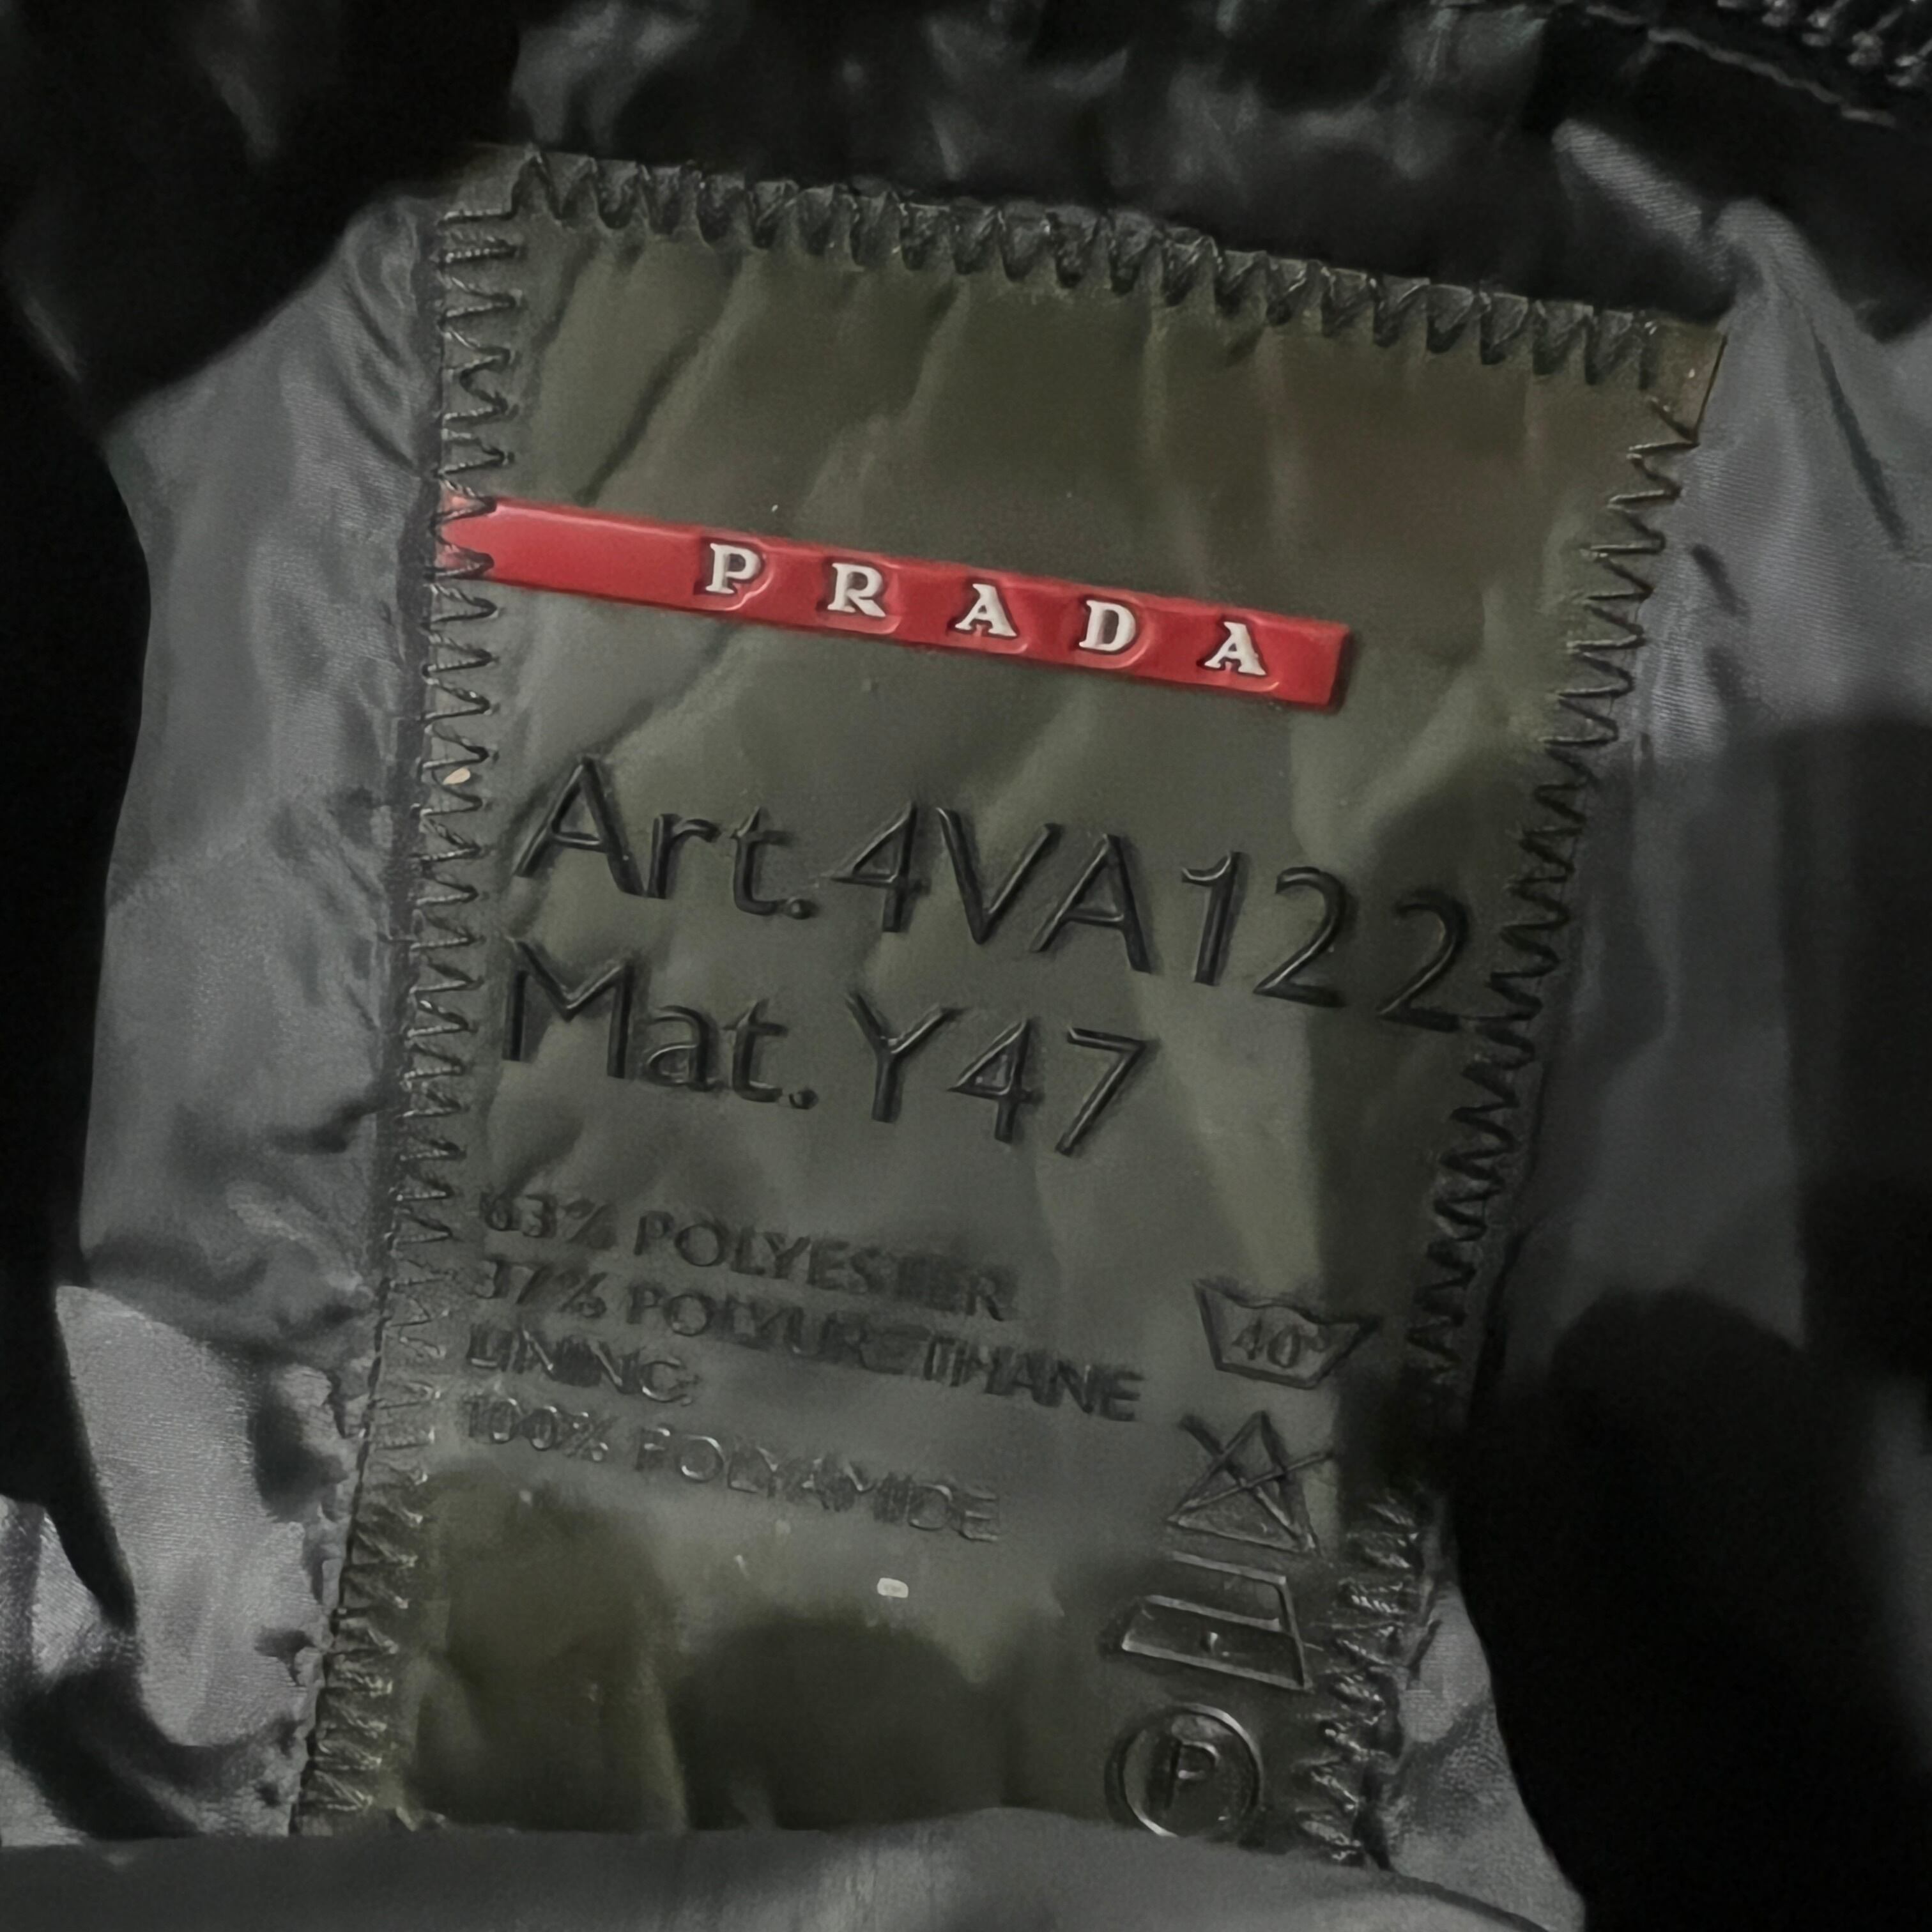 PRADA
Art.4VA122
Mat.Y47
63% POLYESTER
37% POLYURETHANE
LINING:
100% POLYAMIDE
40°
P